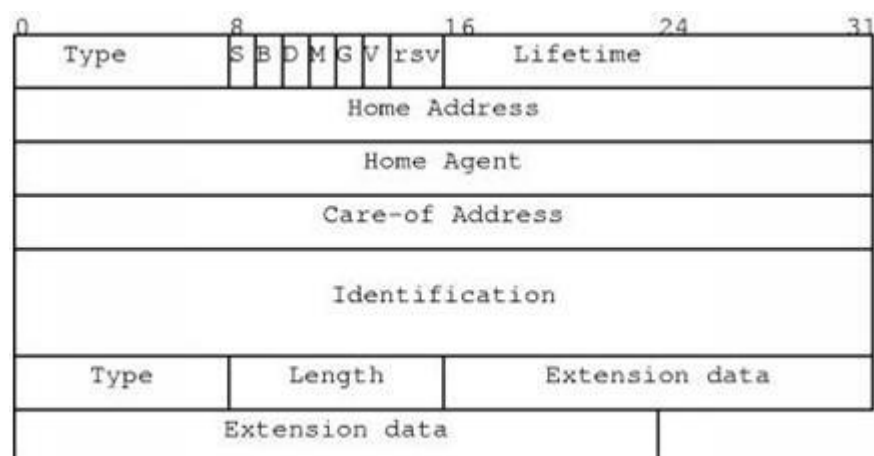 0 8 16 24 31
Type S B D M G V rsv Lifetime
Home Address
Home Agent
Care-of Address
Identification
Type Length Extension data
Extension data